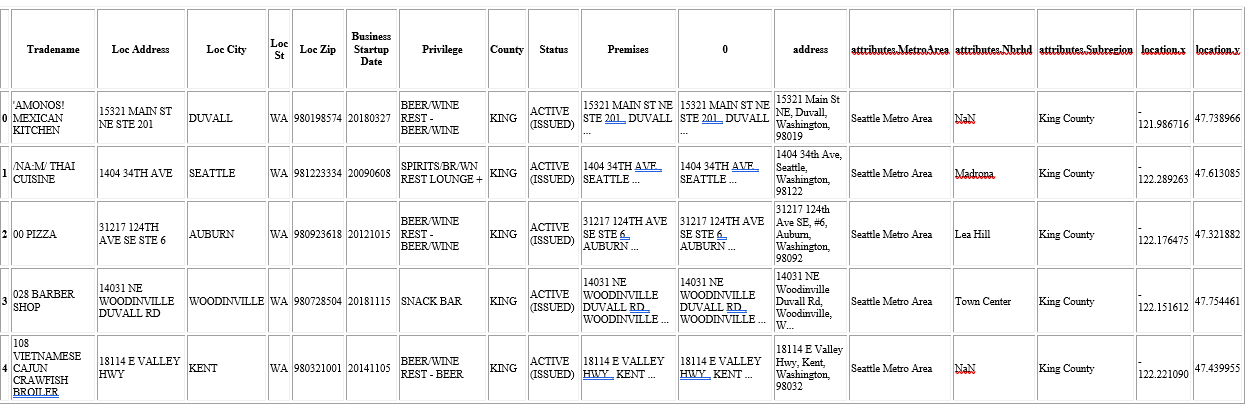 Tradename Loc Address Loc City Loc St Loc Zip Business Startup Date Privilege County Status Premises 0 address attributes.MetroArea attributes.Nbrhd attributes.Subregion location.x location.y
0 'AMONOS! MEXICAN KITCHEN 15321 MAIN ST NE STE 201 DUVALL WA 980198574 20180327 BEER/WINE REST - BEER/WINE KING ACTIVE (ISSUED) 15321 MAIN ST NE STE 201 DUVALL ... 15321 MAIN ST NE STE 201 DUVALL ... 15321 Main St NE, Duvall, Washington, 98019 Seattle Metro Area NaN King County -121.986716 47.738966
1 /NA:M/ THAI CUISINE 1404 34TH AVE SEATTLE WA 981223334 20090608 SPIRITS/BR/WN REST LOUNGE + KING ACTIVE (ISSUED) 1404 34TH AVE SEATTLE ... 1404 34TH AVE SEATTLE ... 1404 34th Ave, Seattle, Washington, 98122 Seattle Metro Area Madrona King County -122.289263 47.613085
2 00 PIZZA 31217 124TH AVE SE STE 6 AUBURN WA 980923618 20121015 BEER/WINE REST - BEER/WINE KING ACTIVE (ISSUED) 31217 124TH AVE SE STE 6 AUBURN ... 31217 124TH AVE SE STE 6 AUBURN ... 31217 124th Ave SE, #6, Auburn, Washington, 98092 Seattle Metro Area Lea Hill King County -122.176475 47.321882
3 028 BARBER SHOP 14031 NE WOODINVILLE DUVALL RD WOODINVILLE WA 980728504 20181115 SNACK BAR KING ACTIVE (ISSUED) 14031 NE WOODINVILLE DUVALL RD WOODINVILLE ... 14031 NE WOODINVILLE DUVALL RD WOODINVILLE ... 14031 NE Woodinville Duvall Rd, Woodinville, W... Seattle Metro Area Town Center King County -122.151612 47.754461
4 108 VIETNAMESE CAJUN CRAWFISH BROILER 18114 E VALLEY HWY KENT WA 980321001 20141105 BEER/WINE REST - BEER KING ACTIVE (ISSUED) 18114 E VALLEY HWY KENT ... 18114 E VALLEY HWY KENT ... 18114 E Valley Hwy, Kent, Washington, 98032 Seattle Metro Area NaN King County -122.221090 47.439955